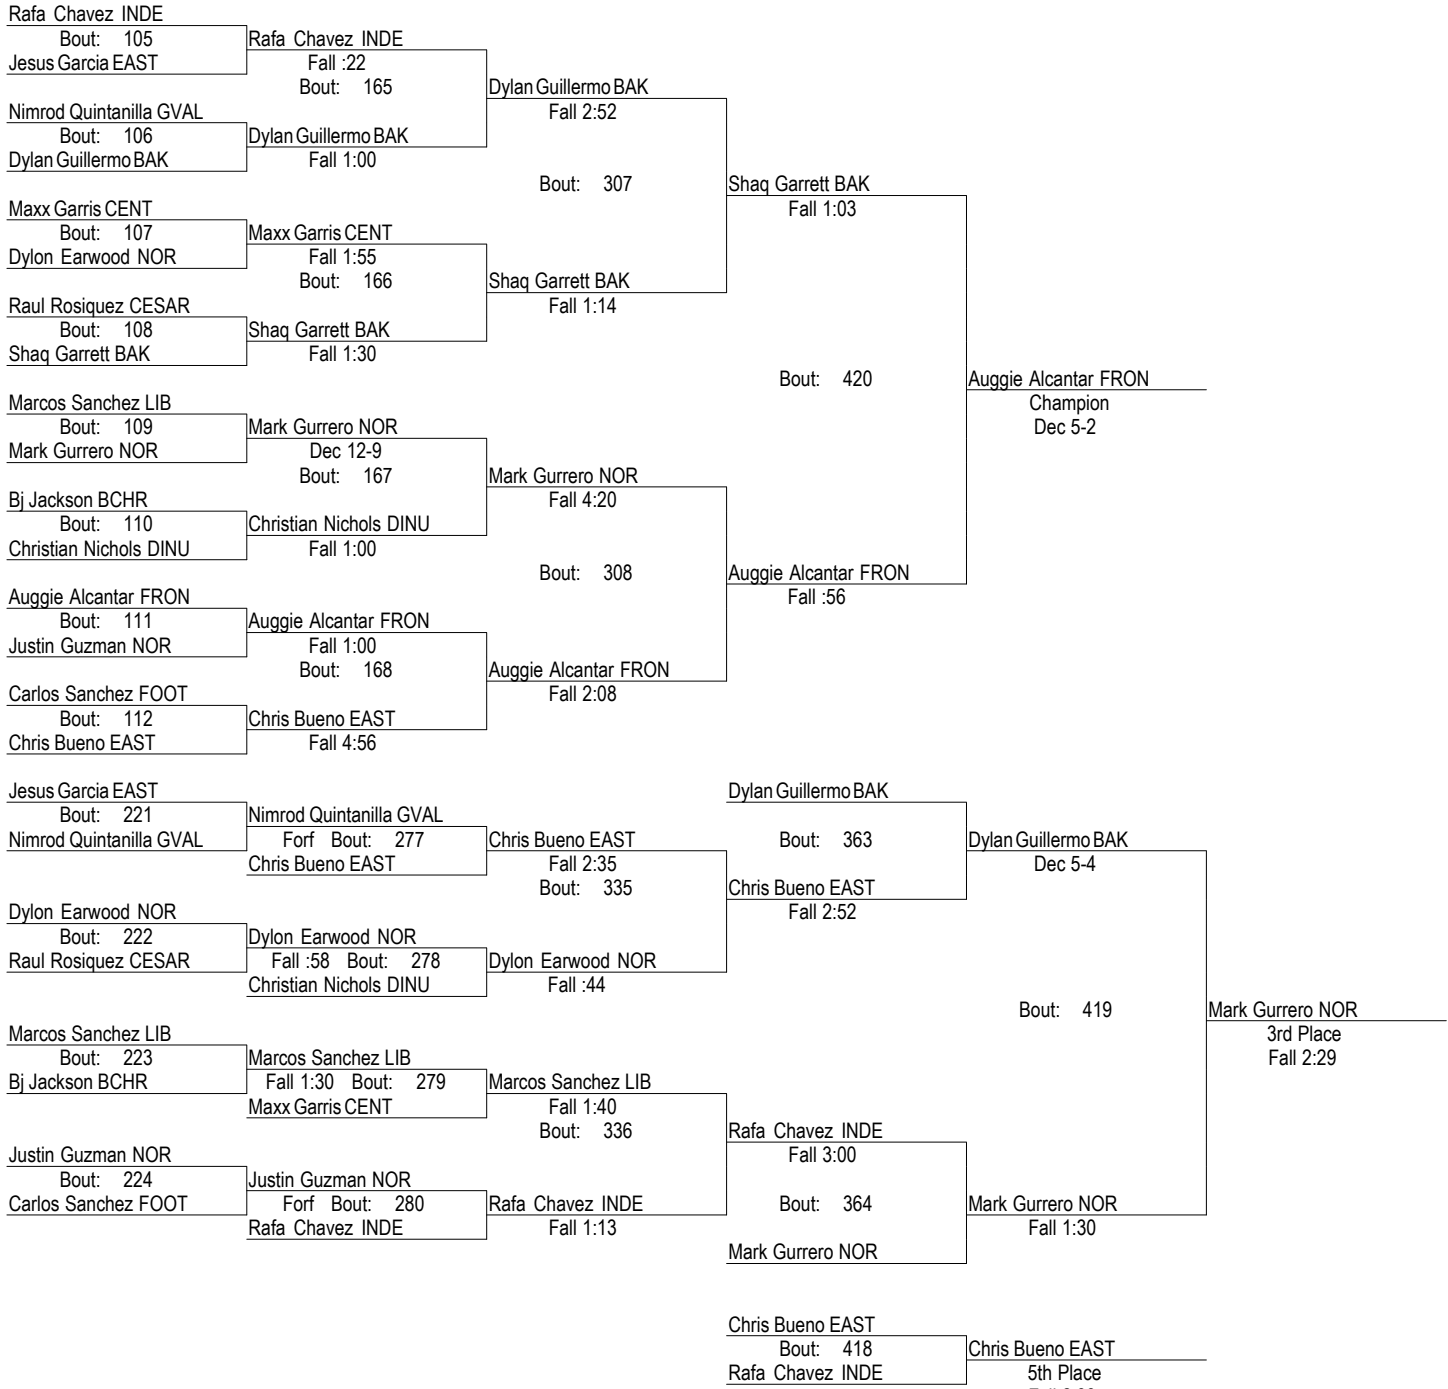 Rafa Chavez INDE
Bout: 105 Rafa Chavez INDE
Jesus Garcia EAST Fall :22
Bout: 165 Dylan Guillermo BAK
Nimrod Quintanilla GVAL Fall 2:52
Bout: 106 Dylan Guillermo BAK
Dylan Guillermo BAK Fall 1:00
Bout: 307 Shaq Garrett BAK
Maxx Garris CENT Fall 1:03
Bout: 107 Maxx Garris CENT
Dylon Earwood NOR Fall 1:55
Bout: 166 Shaq Garrett BAK
Raul Rosiquez CESAR Fall 1:14
Bout: 108 Shaq Garrett BAK
Shaq Garrett BAK Fall 1:30
Bout: 420 Auggie Alcantar FRON
Marcos Sanchez LIB Champion
Bout: 109 Mark Gurrero NOR Dec 5-2
Mark Gurrero NOR Dec 12-9
Bout: 167 Mark Gurrero NOR
Bj Jackson BCHR Fall 4:20
Bout: 110 Christian Nichols DINU
Christian Nichols DINU Fall 1:00
Bout: 308 Auggie Alcantar FRON
Auggie Alcantar FRON Fall :56
Bout: 111 Auggie Alcantar FRON
Justin Guzman NOR Fall 1:00
Bout: 168 Auggie Alcantar FRON
Carlos Sanchez FOOT Fall 2:08
Bout: 112 Chris Bueno EAST
Chris Bueno EAST Fall 4:56
Jesus Garcia EAST Dylan Guillermo BAK
Bout: 221 Nimrod Quintanilla GVAL
Nimrod Quintanilla GVAL Forf Bout: 277 Chris Bueno EAST Bout: 363 Dylan Guillermo BAK
Chris Bueno EAST Fall 2:35 Dec 5-4
Bout: 335 Chris Bueno EAST
Dylon Earwood NOR Fall 2:52
Bout: 222 Dylon Earwood NOR
Raul Rosiquez CESAR Fall :58 Bout: 278 Dylon Earwood NOR
Christian Nichols DINU Fall :44
Bout: 419 Mark Gurrero NOR
Marcos Sanchez LIB 3rd Place
Bout: 223 Marcos Sanchez LIB Fall 2:29
Bj Jackson BCHR Fall 1:30 Bout: 279 Marcos Sanchez LIB
Maxx Garris CENT Fall 1:40
Bout: 336 Rafa Chavez INDE
Justin Guzman NOR Fall 3:00
Bout: 224 Justin Guzman NOR
Carlos Sanchez FOOT Forf Bout: 280 Rafa Chavez INDE Bout: 364 Mark Gurrero NOR
Rafa Chavez INDE Fall 1:13 Fall 1:30
Mark Gurrero NOR
Chris Bueno EAST
Bout: 418 Chris Bueno EAST
Rafa Chavez INDE 5th Place